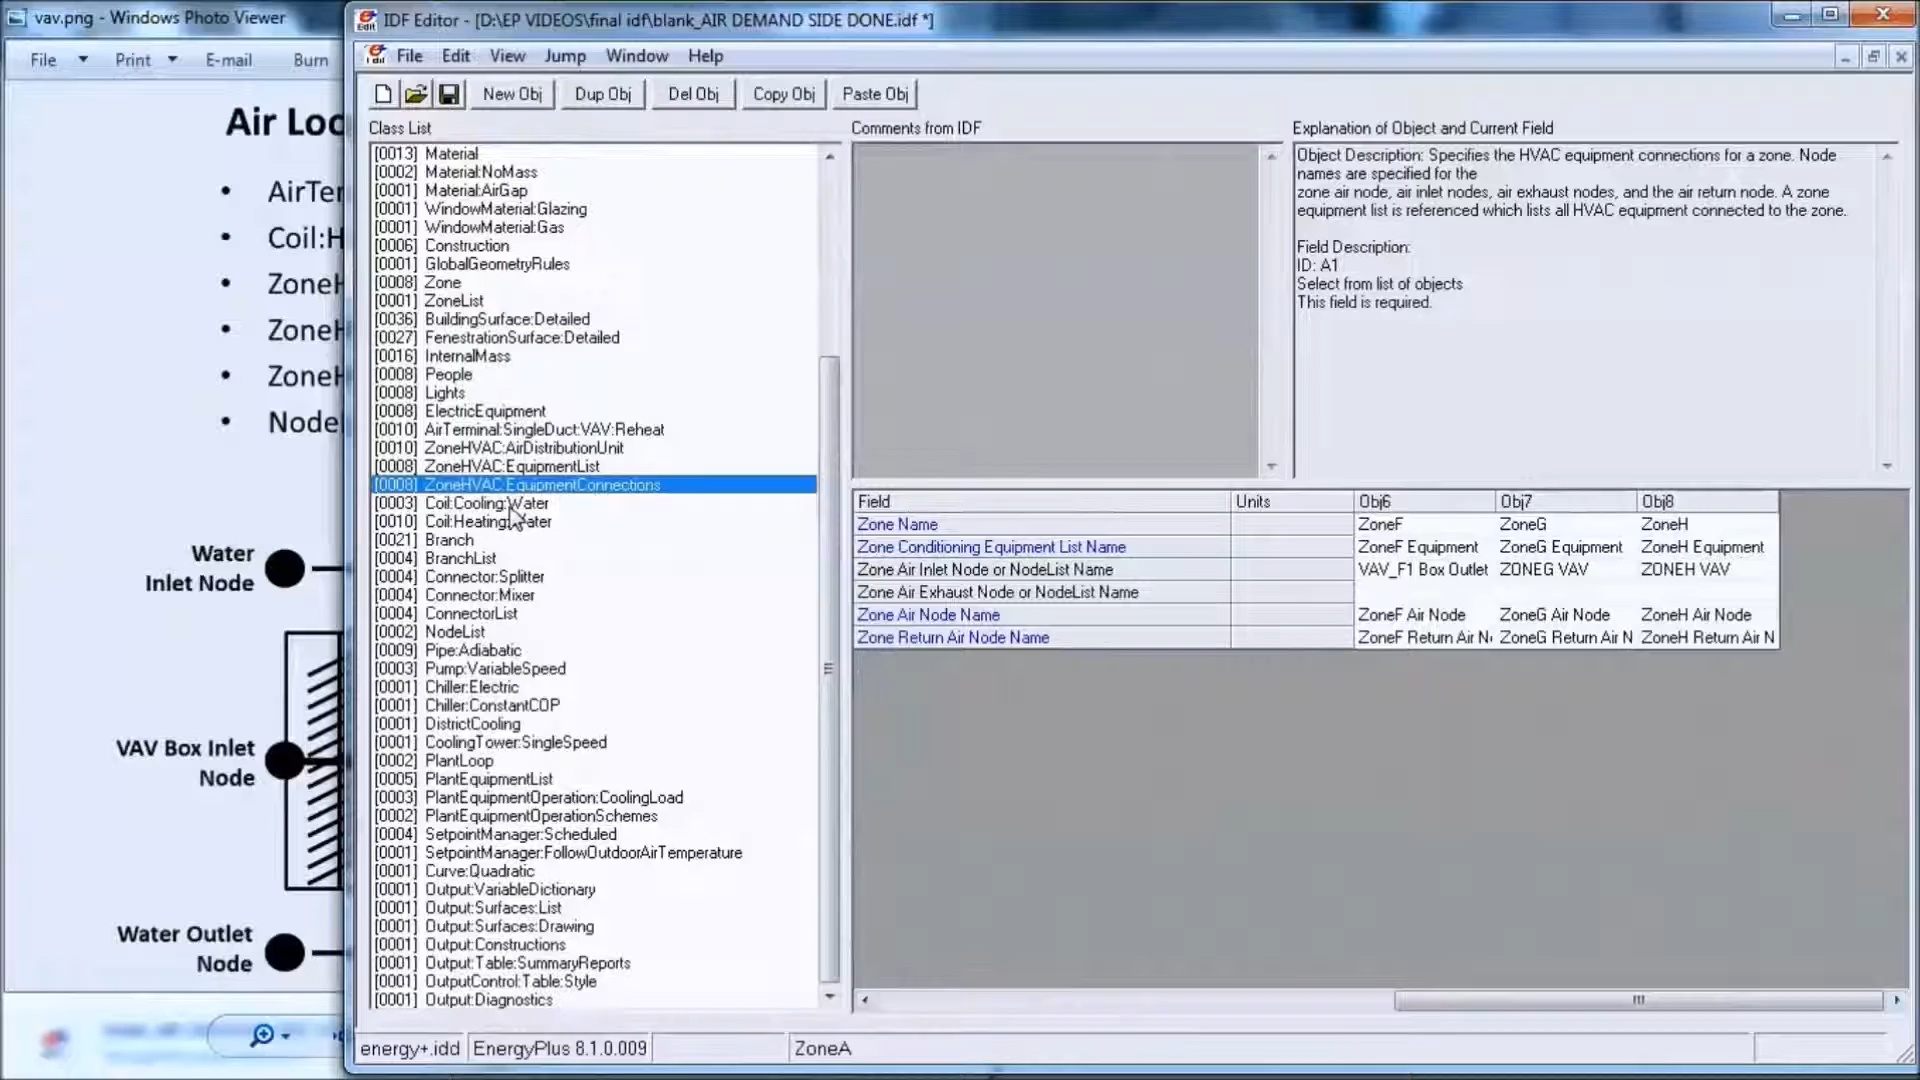 vav.png - Windows Photo Viewer
File Print E-mail Burn
Air Loo
• AirTer
• Coil:H
• ZoneH
• ZoneH
• ZoneH
• Node
Water
Inlet Node
VAV Box Inlet
Node
Water Outlet
Node
IDF Editor - [D:\EP VIDEOS\final idf\blank_AIR DEMAND SIDE DONE.idf *]
File Edit View Jump Window Help
New Obj Dup Obj Del Obj Copy Obj Paste Obj
Class List
[0013] Material
[0002] Material:NoMass
[0001] Material:AirGap
[0001] WindowMaterial:Glazing
[0001] WindowMaterial:Gas
[0006] Construction
[0001] GlobalGeometryRules
[0008] Zone
[0001] ZoneList
[0036] BuildingSurface:Detailed
[0027] FenestrationSurface:Detailed
[0016] InternalMass
[0008] People
[0008] Lights
[0008] ElectricEquipment
[0010] AirTerminal:SingleDuct:VAV:Reheat
[0010] ZoneHVAC:AirDistributionUnit
[0008] ZoneHVAC:EquipmentList
[0008] ZoneHVAC:EquipmentConnections
[0003] Coil:Cooling:Water
[0010] Coil:Heating:Water
[0021] Branch
[0004] BranchList
[0004] Connector:Splitter
[0004] Connector:Mixer
[0004] ConnectorList
[0002] NodeList
[0009] Pipe:Adiabatic
[0003] Pump:VariableSpeed
[0001] Chiller:Electric
[0001] Chiller:ConstantCOP
[0001] DistrictCooling
[0001] CoolingTower:SingleSpeed
[0002] PlantLoop
[0005] PlantEquipmentList
[0003] PlantEquipmentOperation:CoolingLoad
[0002] PlantEquipmentOperationSchemes
[0004] SetpointManager:Scheduled
[0001] SetpointManager:FollowOutdoorAirTemperature
[0001] Curve:Quadratic
[0001] Output:VariableDictionary
[0001] Output:Surfaces:List
[0001] Output:Surfaces:Drawing
[0001] Output:Constructions
[0001] Output:Table:SummaryReports
[0001] OutputControl:Table:Style
[0001] Output:Diagnostics
Comments from IDF
Explanation of Object and Current Field
Object Description: Specifies the HVAC equipment connections for a zone. Node
names are specified for the
zone air node, air inlet nodes, air exhaust nodes, and the air return node. A zone
equipment list is referenced which lists all HVAC equipment connected to the zone.
Field Description:
ID: A1
Select from list of objects
This field is required.
Field Units Obj6 Obj7 Obj8
Zone Name ZoneF ZoneG ZoneH
Zone Conditioning Equipment List Name ZoneF Equipment ZoneG Equipment ZoneH Equipment
Zone Air Inlet Node or NodeList Name VAV_F1 Box Outlet ZONEG VAV ZONEH VAV
Zone Air Exhaust Node or NodeList Name
Zone Air Node Name ZoneF Air Node ZoneG Air Node ZoneH Air Node
Zone Return Air Node Name ZoneF Return Air N ZoneG Return Air N ZoneH Return Air N
energy+.idd EnergyPlus 8.1.0.009 ZoneA